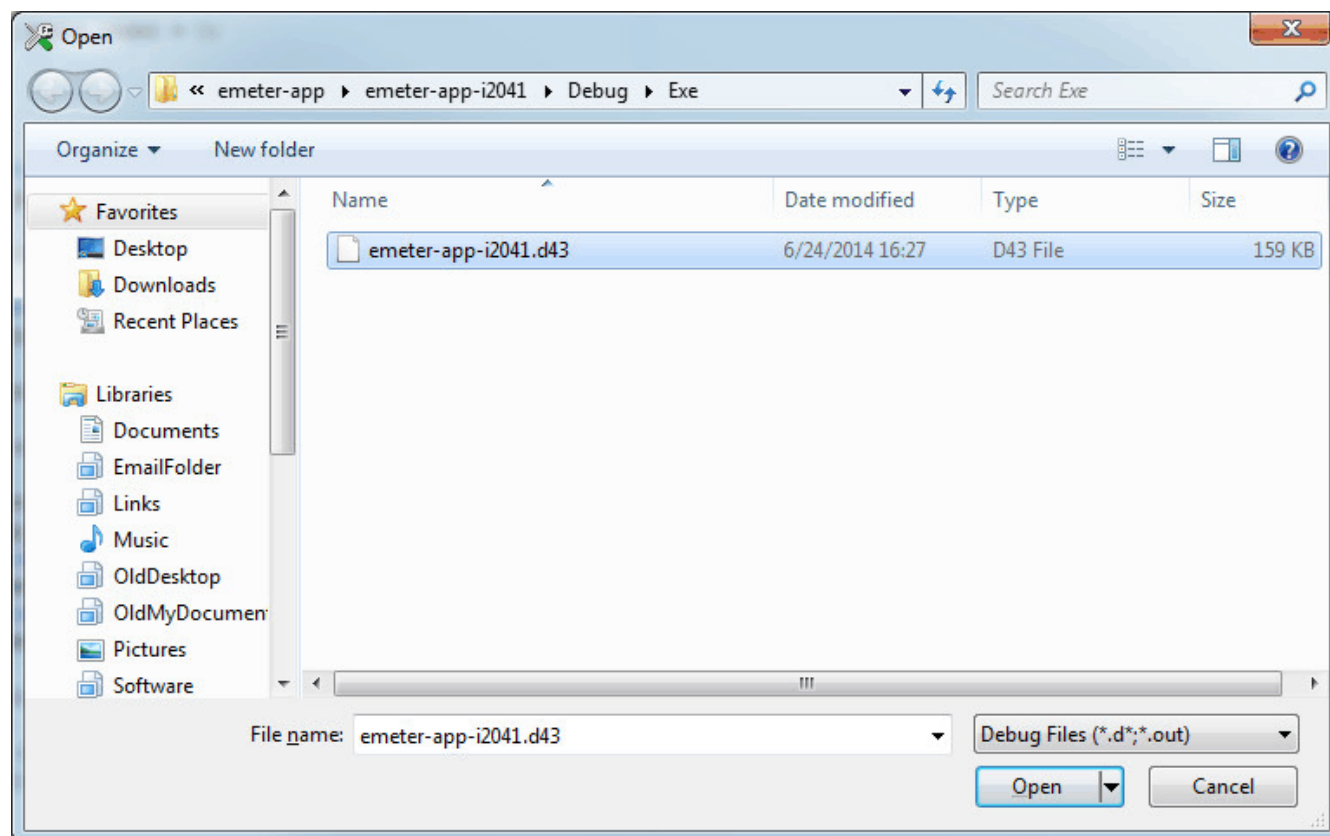 Open
« emeter-app ▸ emeter-app-i2041 ▸ Debug ▸ Exe
Search Exe
Organize
New folder
Name Date modified Type Size
emeter-app-i2041.d43 6/24/2014 16:27 D43 File 159 KB
Favorites
Desktop
Downloads
Recent Places
Libraries
Documents
EmailFolder
Links
Music
OldDesktop
OldMyDocumen
Pictures
Software
File name: emeter-app-i2041.d43
Debug Files (*.d*;*.out)
Open Cancel